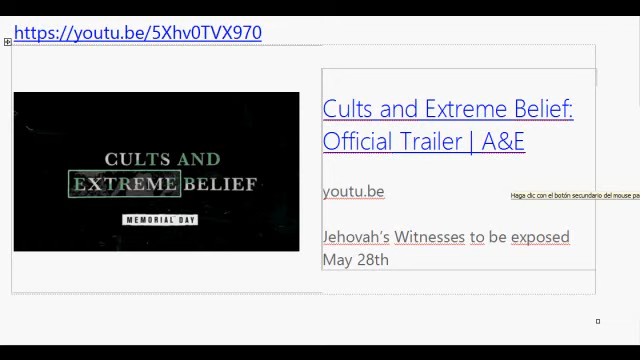 https://youtu.be/5Xhv0TVX970
CULTS AND
EXTREME BELIEF
MEMORIAL DAY
Cults and Extreme Belief:
Official Trailer | A&E
youtu.be
Haga clic con el botón secundario del mouse pa
Jehovah's Witnesses to be exposed
May 28th